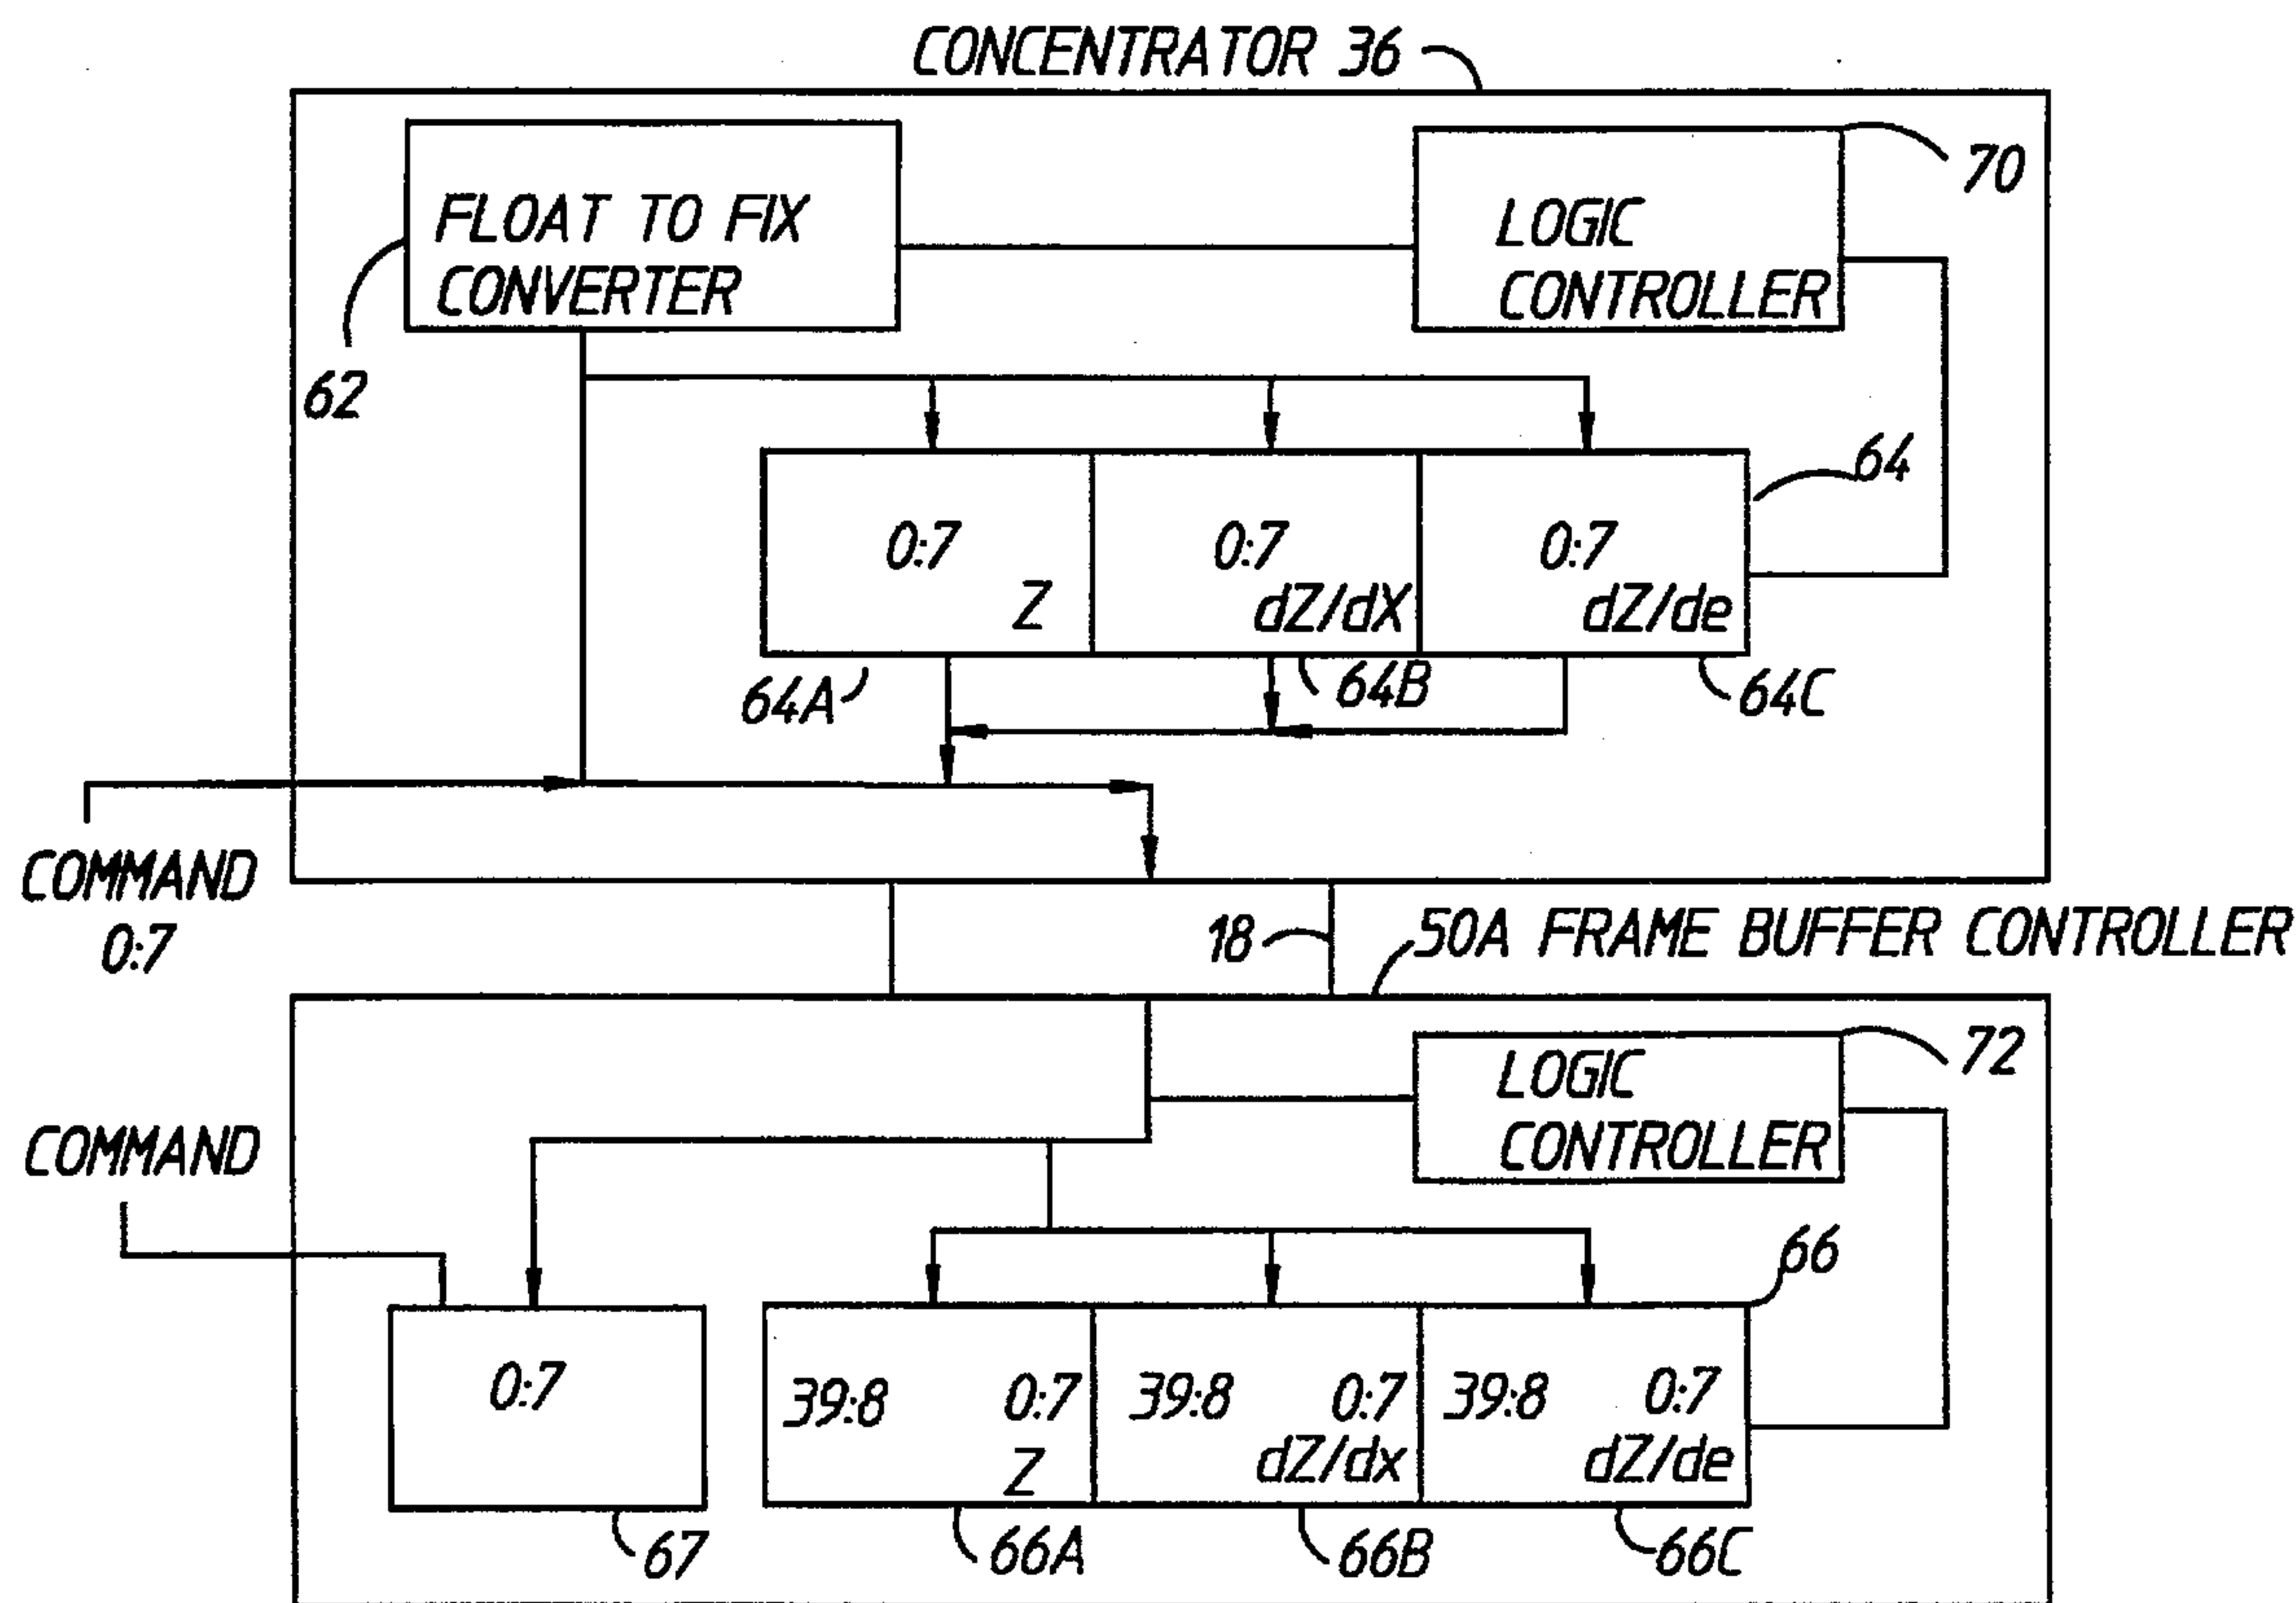 CONCENTRATOR 36
70
FLOAT TO FIX
CONVERTER
LOGIC
CONTROLLER
62
64
0:7
Z
0:7
dZ/dX
0:7
dZ/de
64A
64B
64C
COMMAND
0:7
18
50A FRAME BUFFER CONTROLLER
72
LOGIC
CONTROLLER
COMMAND
66
0:7
39:8 0:7
Z
39:8 0:7
dZ/dx
39:8 0:7
dZ/de
67
66A
66B
66C